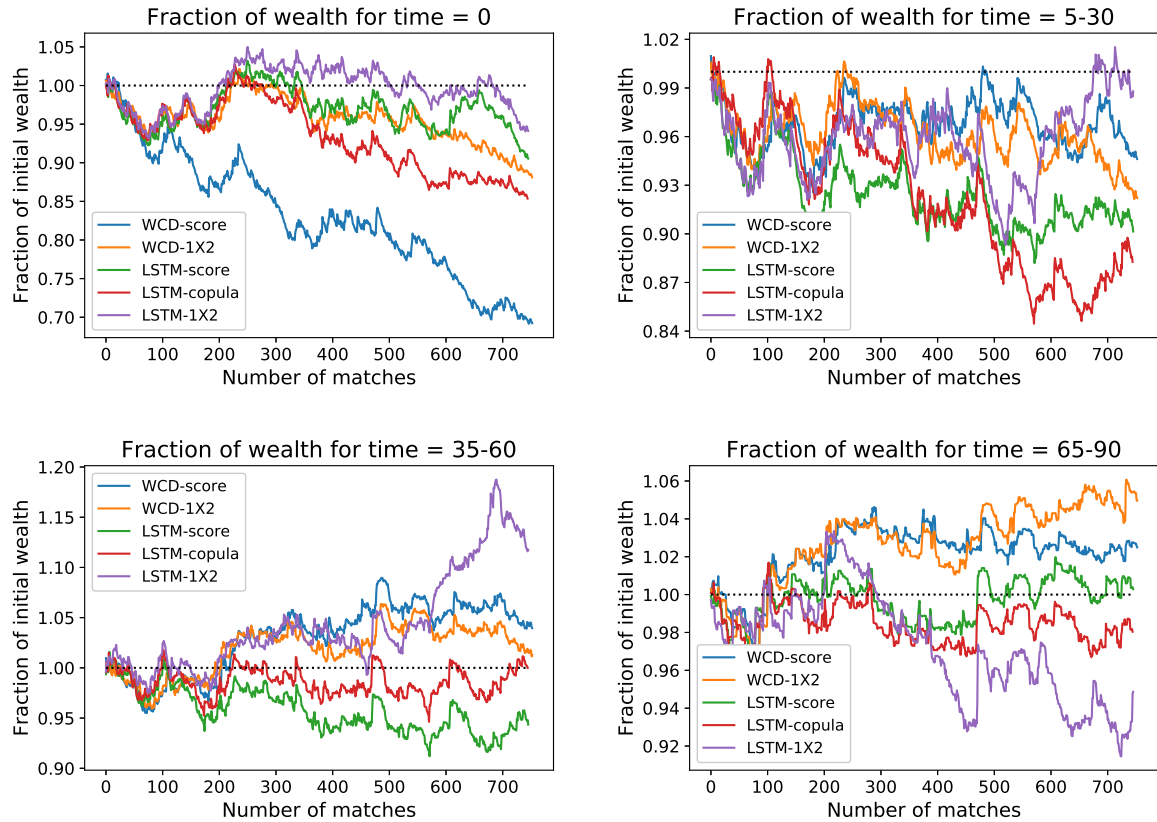 Fraction of wealth for time = 0
Fraction of initial wealth
1.05
1.00
0.95
0.90
0.85
0.80
0.75
0.70
WCD-score
WCD-1X2
LSTM-score
LSTM-copula
LSTM-1X2
0 100 200 300 400 500 600 700
Number of matches
Fraction of wealth for time = 5-30
Fraction of initial wealth
1.02
0.99
0.96
0.93
0.90
0.87
0.84
WCD-score
WCD-1X2
LSTM-score
LSTM-copula
LSTM-1X2
0 100 200 300 400 500 600 700
Number of matches
Fraction of wealth for time = 35-60
Fraction of initial wealth
1.20
1.15
1.10
1.05
1.00
0.95
0.90
WCD-score
WCD-1X2
LSTM-score
LSTM-copula
LSTM-1X2
0 100 200 300 400 500 600 700
Number of matches
Fraction of wealth for time = 65-90
Fraction of initial wealth
1.06
1.04
1.02
1.00
0.98
0.96
0.94
0.92
WCD-score
WCD-1X2
LSTM-score
LSTM-copula
LSTM-1X2
0 100 200 300 400 500 600 700
Number of matches